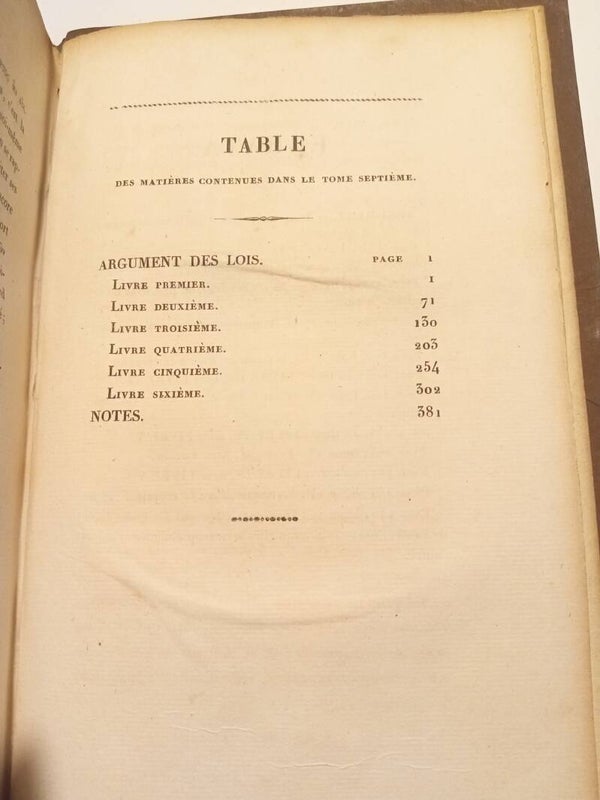 TABLE
DES MATIÈRES CONTENUES DANS LE TOME SEPTIÈME.
ARGUMENT DES LOIS. PAGE 1
LIVRE PREMIER. 1
LIVRE DEUXIÈME. 71
LIVRE TROISIÈME. 130
LIVRE QUATRIÈME. 203
LIVRE CINQUIÈME. 254
LIVRE SIXIÈME. 302
NOTES. 381